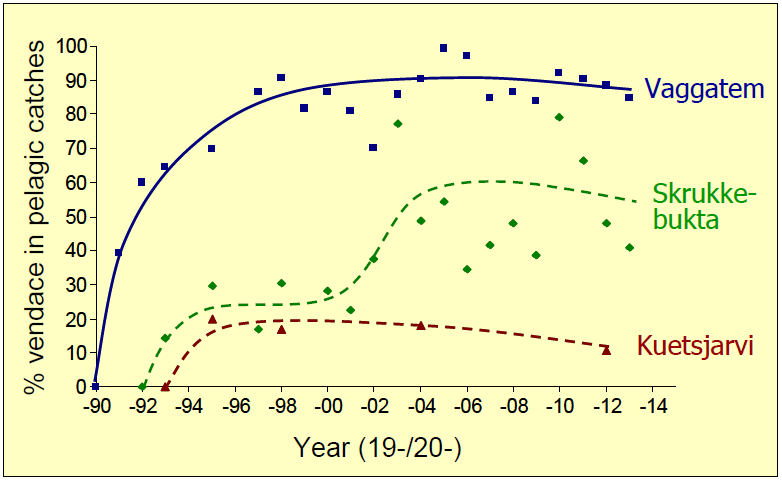 % vendace in pelagic catches
100
90
80
70
60
50
40
30
20
10
0
-90 -92 -94 -96 -98 -00 -02 -04 -06 -08 -10 -12 -14
Year (19-/20-)
Vaggatem
Skrukke-
bukta
Kuetsjarvi